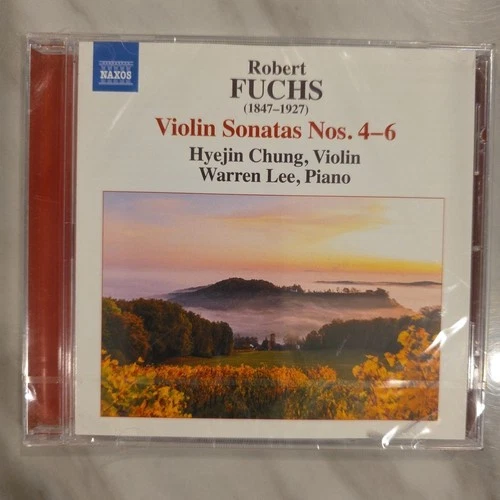 NAXOS
Robert
FUCHS
(1847–1927)
Violin Sonatas Nos. 4–6
Hyejin Chung, Violin
Warren Lee, Piano